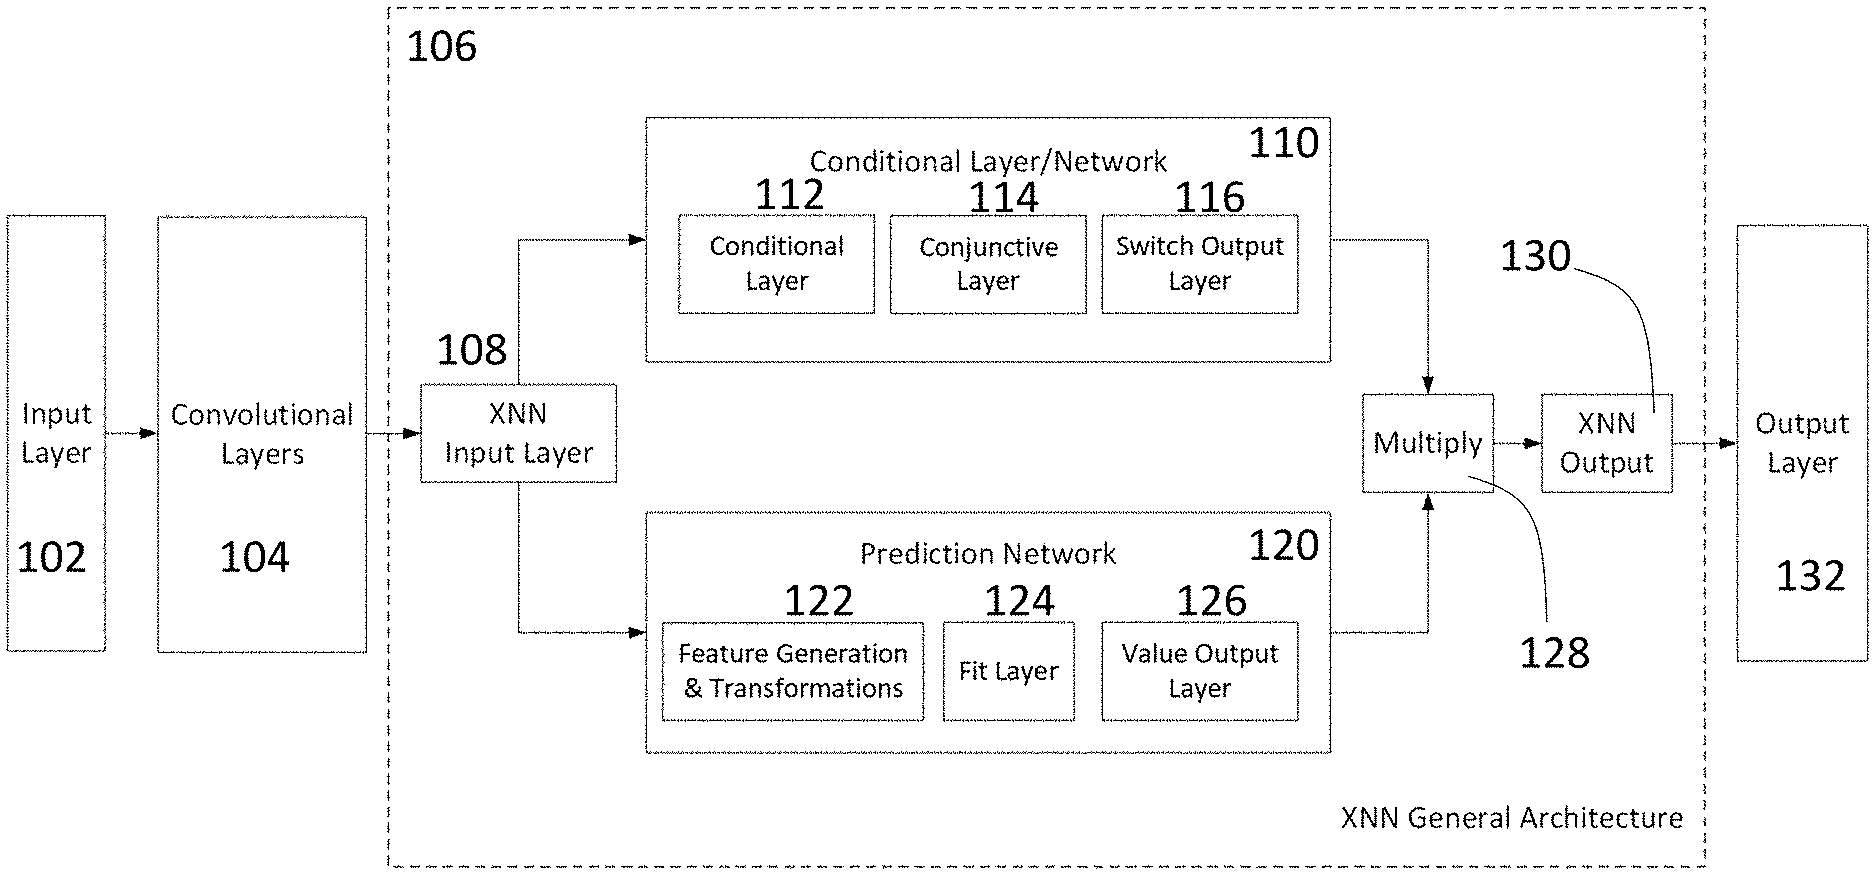 106
110
Conditional Layer/Network
112
114
116
Conditional
Layer
Conjunctive
Layer
Switch Output
Layer
130
108
Input
Layer
102
Convolutional
Layers
104
XNN
Input Layer
Multiply
XNN
Output
Output
Layer
132
120
Prediction Network
122
124
126
Feature Generation
& Transformations
Fit Layer
Value Output
Layer
128
XNN General Architecture